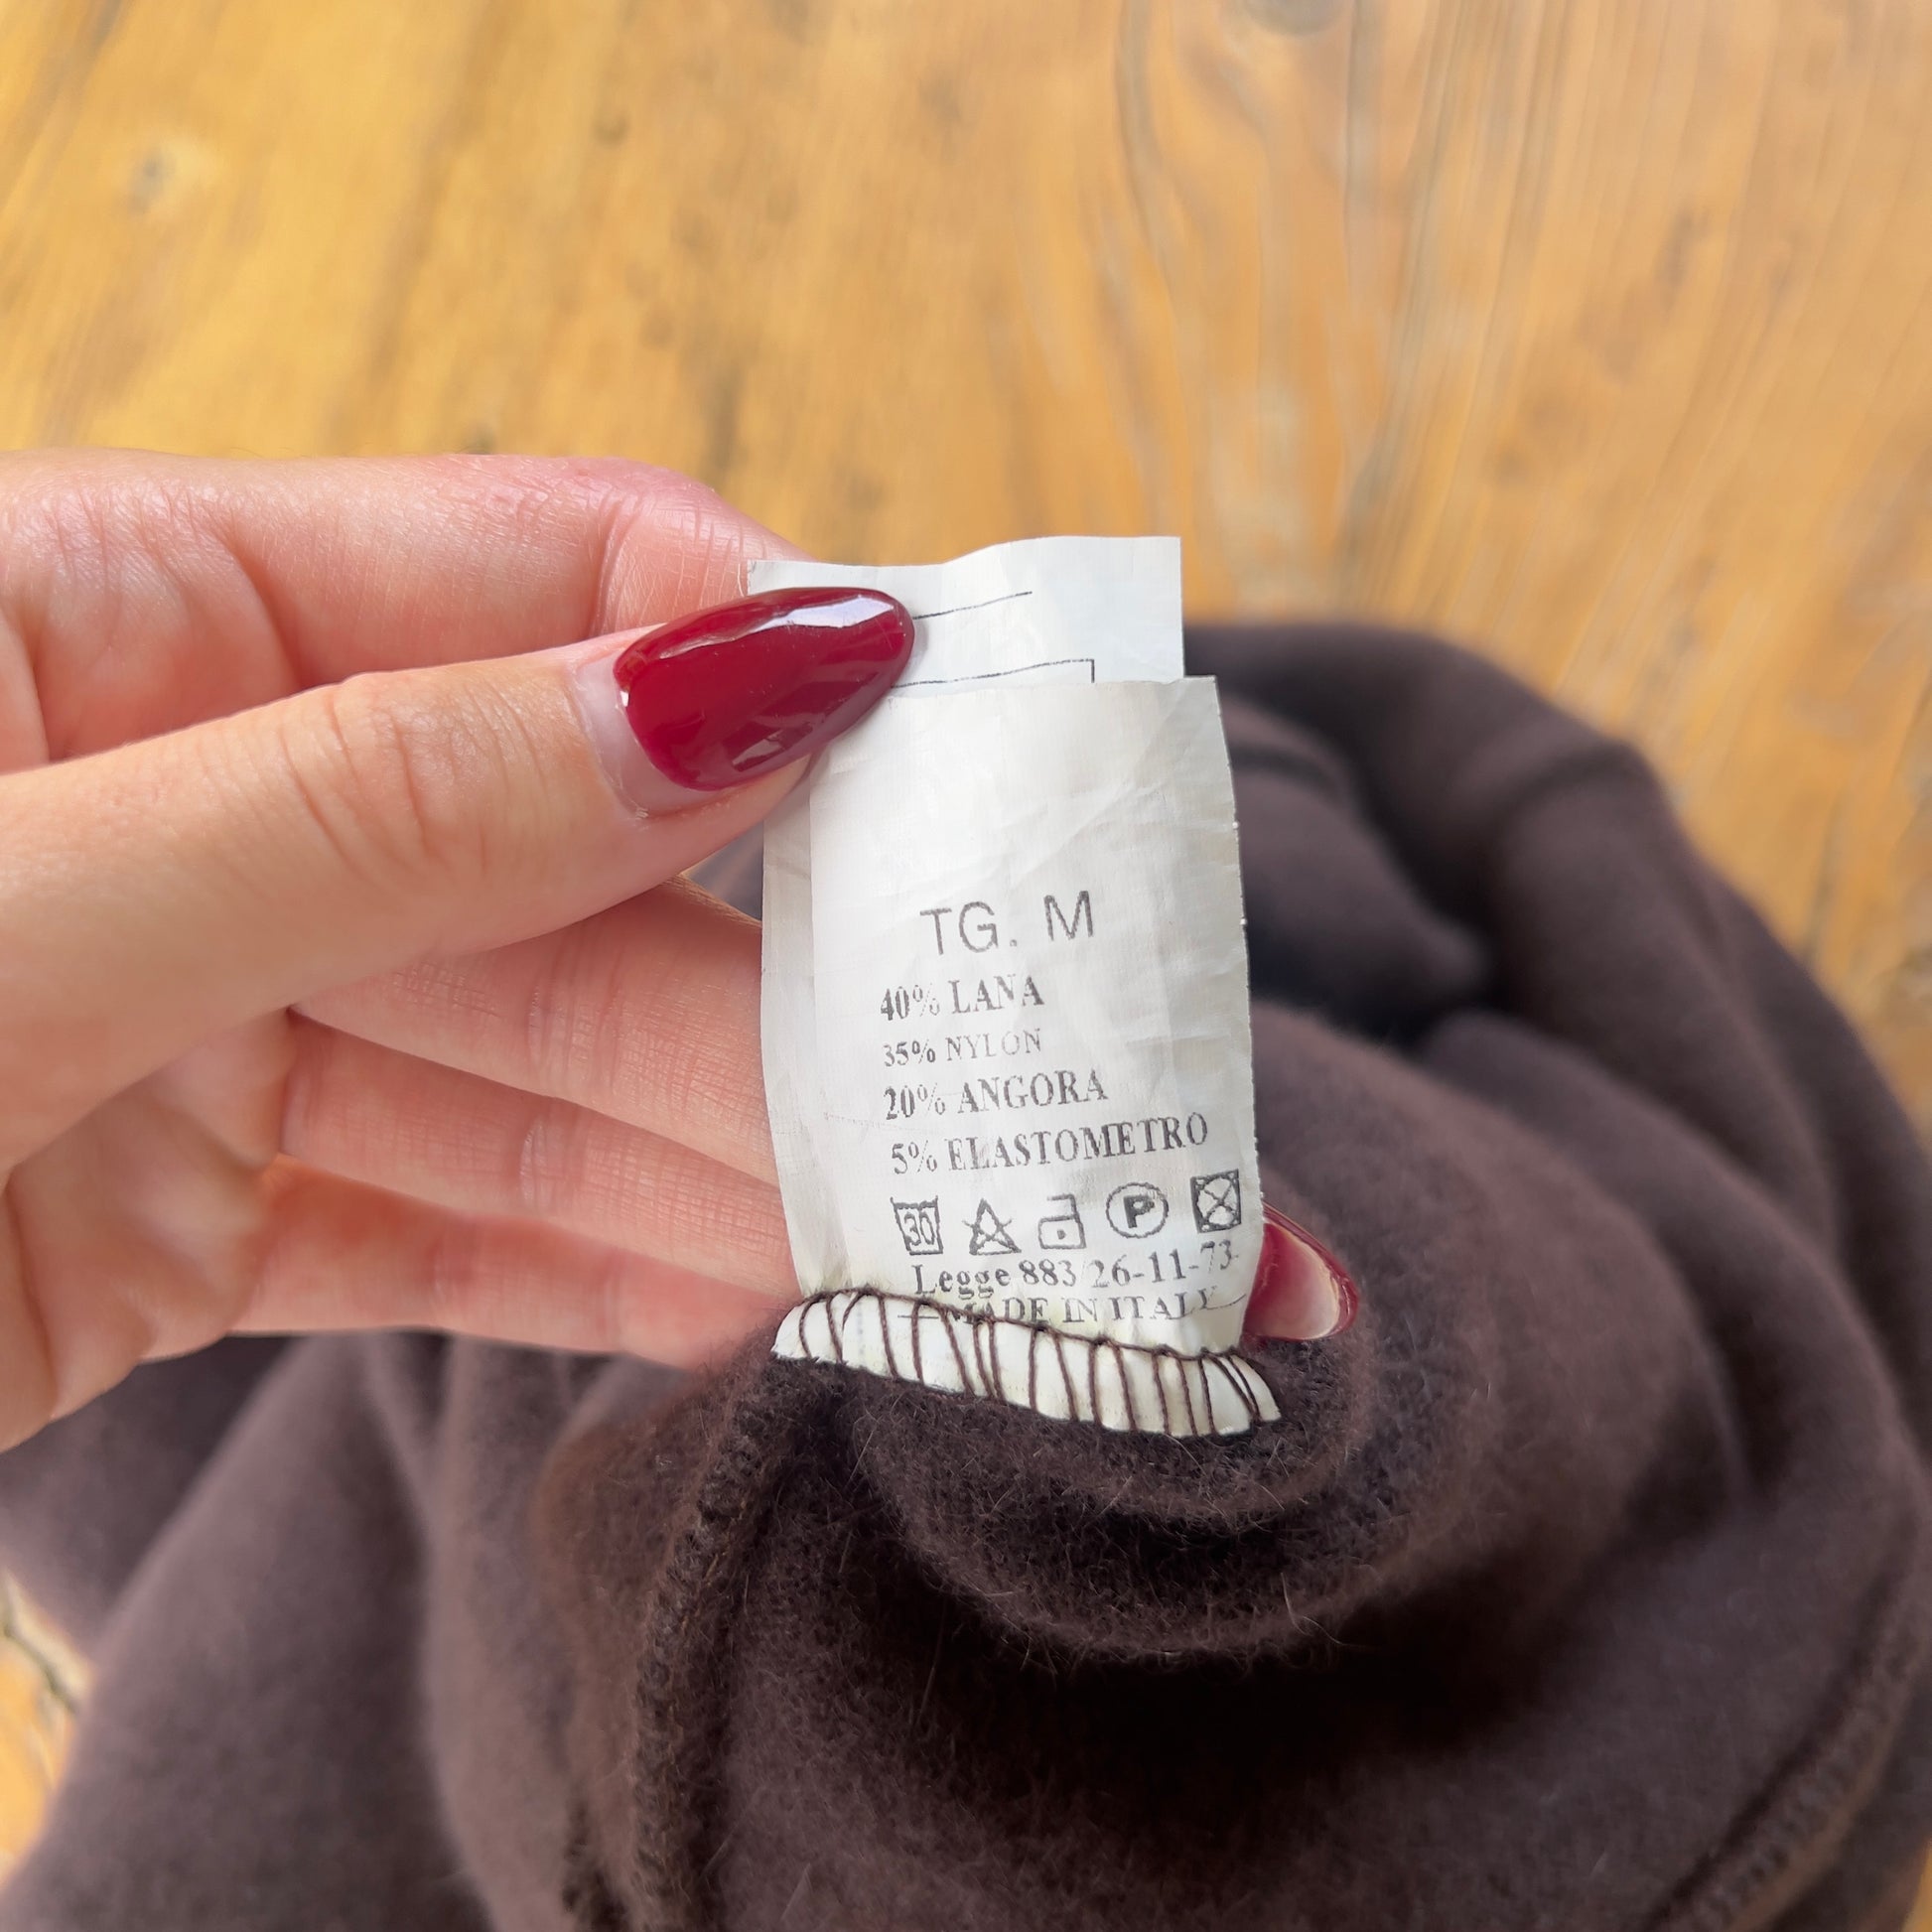 TG. M
40% LANA
35% NYLON
20% ANGORA
5% ELASTOMETRO
30 P
Legge 883/26-11-73-
MADE IN ITALY